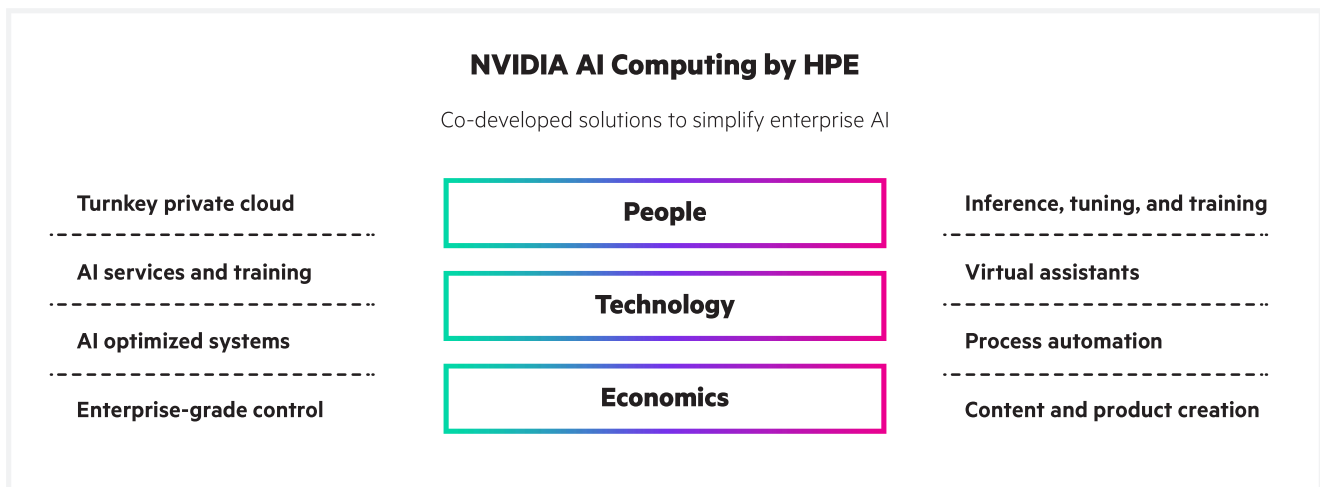 NVIDIA AI Computing by HPE
Co-developed solutions to simplify enterprise AI
Turnkey private cloud
AI services and training
AI optimized systems
Enterprise-grade control
People
Technology
Economics
Inference, tuning, and training
Virtual assistants
Process automation
Content and product creation